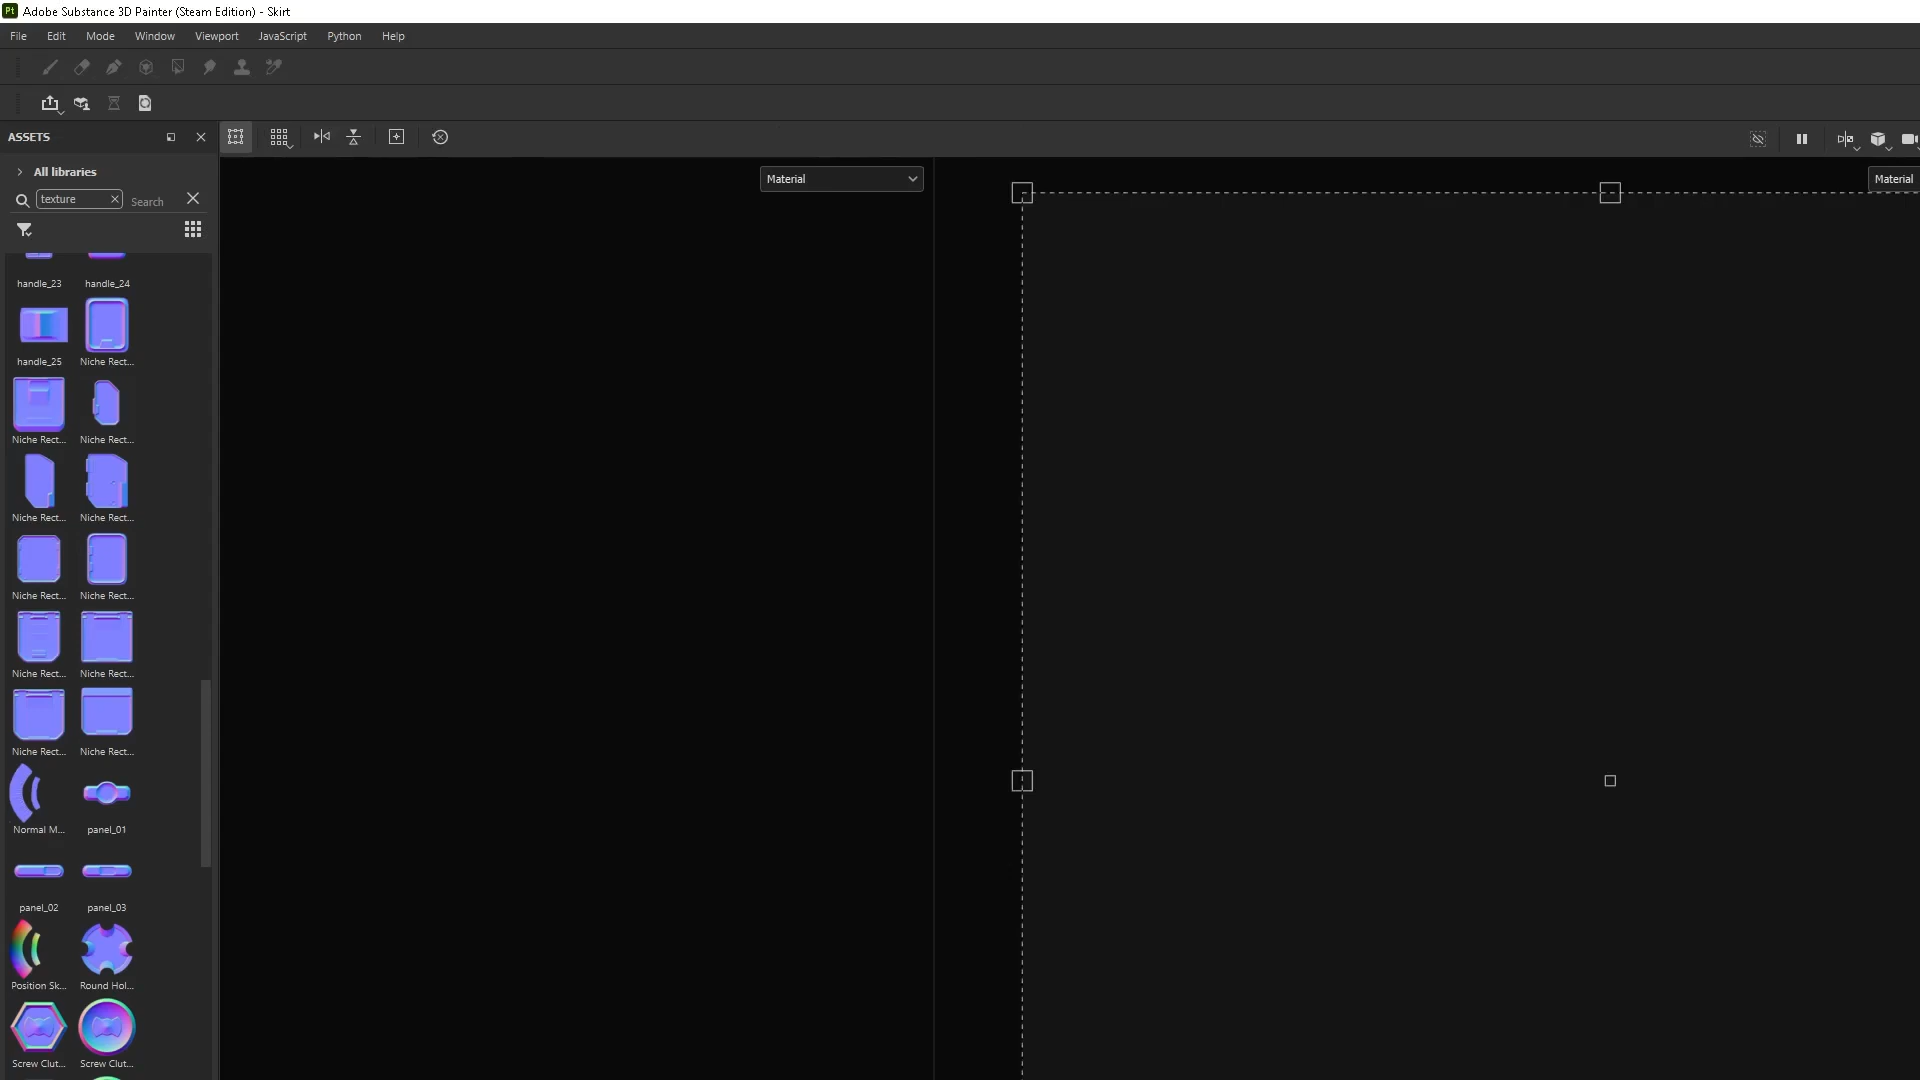 Pt Adobe Substance 3D Painter (Steam Edition) - Skirt
File Edit Mode Window Viewport JavaScript Python Help
ASSETS
All libraries
texture Search
Material
Material
handle_23 handle_24
handle_25 Niche Rect...
Niche Rect... Niche Rect...
Niche Rect... Niche Rect...
Niche Rect... Niche Rect...
Niche Rect... Niche Rect...
Niche Rect... Niche Rect...
Normal M... panel_01
panel_02 panel_03
Position Sk... Round Hol...
Screw Clut... Screw Clut...